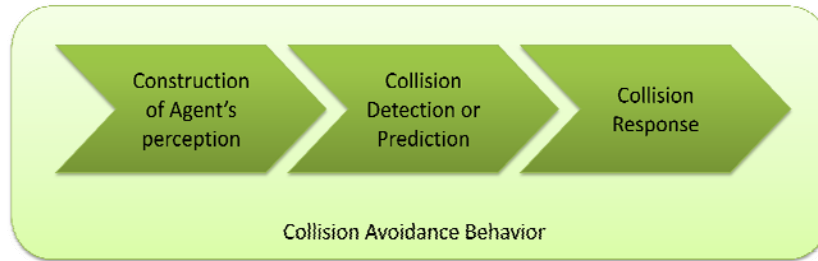 Construction
of Agent's
perception
Collision
Detection or
Prediction
Collision
Response
Collision Avoidance Behavior